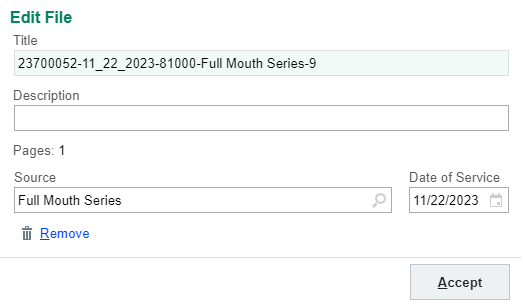 Edit File
Title
23700052-11_22_2023-81000-Full Mouth Series-9
Description
Pages: 1
Source
Date of Service
Full Mouth Series
11/22/2023
Remove
Accept